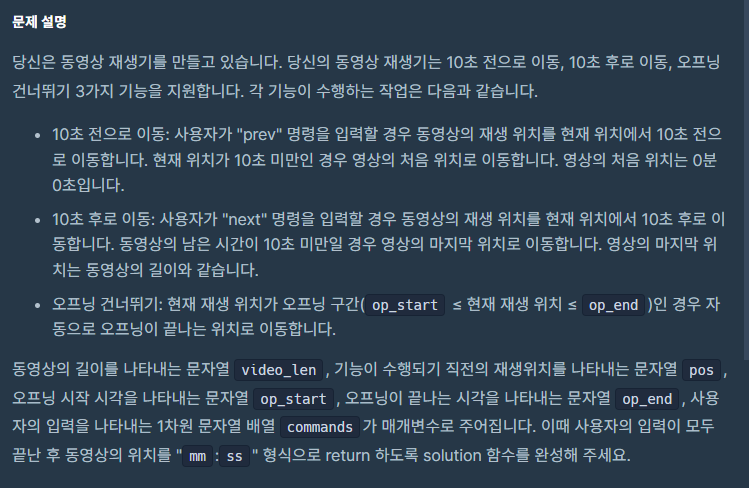 문제 설명
당신은 동영상 재생기를 만들고 있습니다. 당신의 동영상 재생기는 10초 전으로 이동, 10초 후로 이동, 오프닝
건너뛰기 3가지 기능을 지원합니다. 각 기능이 수행하는 작업은 다음과 같습니다.
• 10초 전으로 이동: 사용자가 "prev" 명령을 입력할 경우 동영상의 재생 위치를 현재 위치에서 10초 전으
로 이동합니다. 현재 위치가 10초 미만인 경우 영상의 처음 위치로 이동합니다. 영상의 처음 위치는 0분
0초입니다.
• 10초 후로 이동: 사용자가 "next" 명령을 입력할 경우 동영상의 재생 위치를 현재 위치에서 10초 후로 이
동합니다. 동영상의 남은 시간이 10초 미만일 경우 영상의 마지막 위치로 이동합니다. 영상의 마지막 위
치는 동영상의 길이와 같습니다.
• 오프닝 건너뛰기: 현재 재생 위치가 오프닝 구간( op_start ≤ 현재 재생 위치 ≤ op_end )인 경우 자
동으로 오프닝이 끝나는 위치로 이동합니다.
동영상의 길이를 나타내는 문자열 video_len , 기능이 수행되기 직전의 재생위치를 나타내는 문자열 pos ,
오프닝 시작 시각을 나타내는 문자열 op_start , 오프닝이 끝나는 시각을 나타내는 문자열 op_end , 사용
자의 입력을 나타내는 1차원 문자열 배열 commands 가 매개변수로 주어집니다. 이때 사용자의 입력이 모두
끝난 후 동영상의 위치를 " mm : ss " 형식으로 return 하도록 solution 함수를 완성해 주세요.